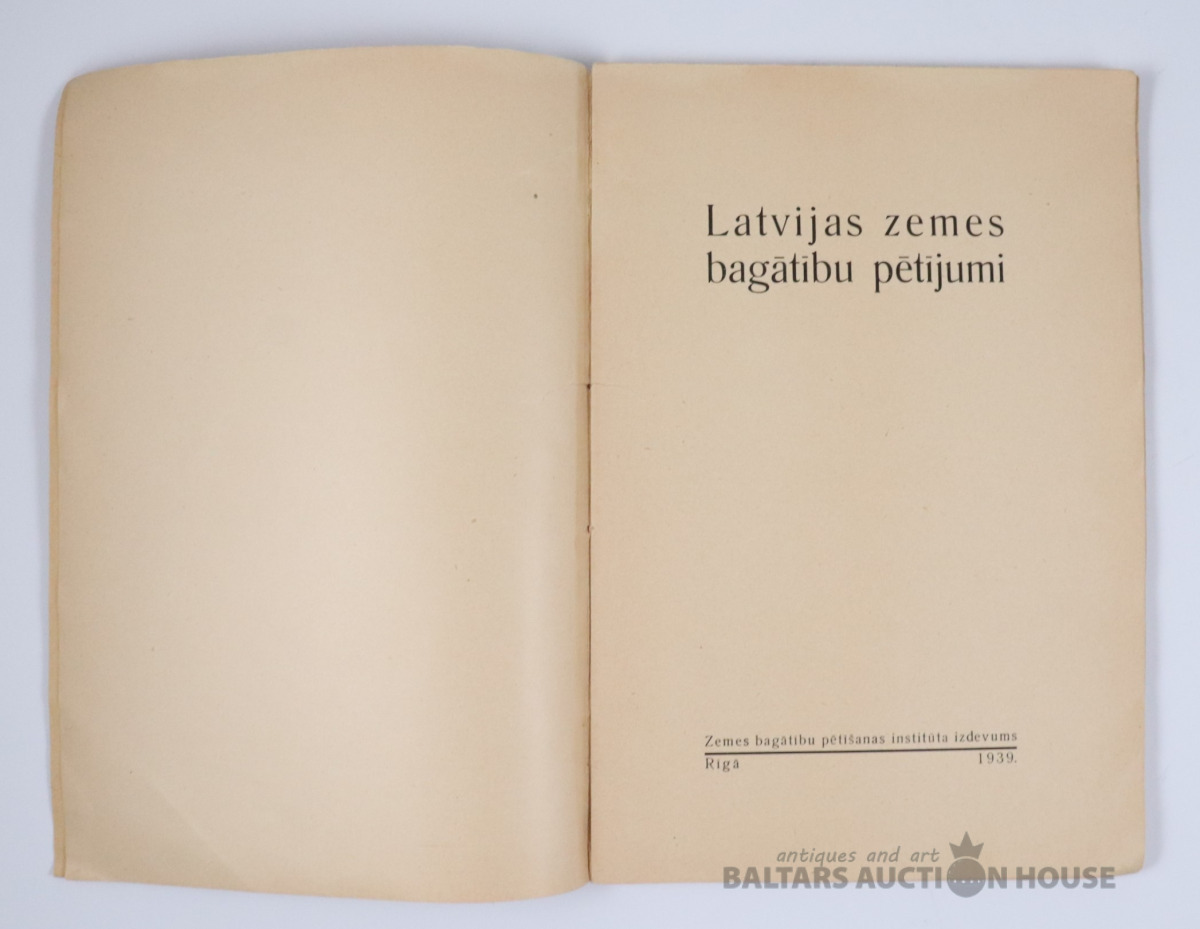 Latvijas zemes
bagātību pētījumi
Zemes bagātību pētīšanas institūta izdevums
Rīgā 1939.
antiques and art
BALTARS AUCTION HOUSE